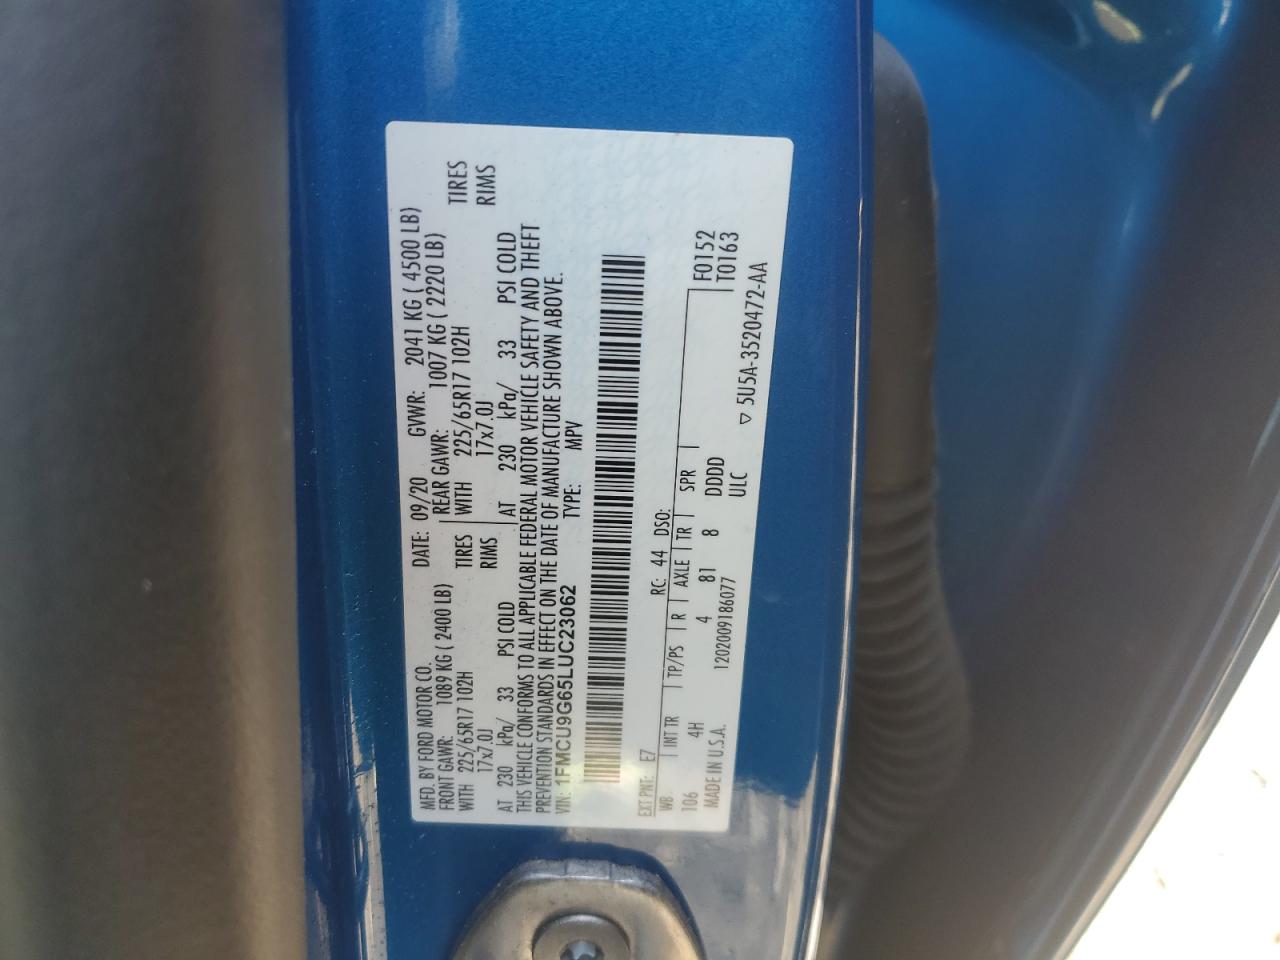 MFD. BY FORD MOTOR CO. DATE: 09/20 GVWR: 2041 KG ( 4500 LB)
FRONT GAWR: 1089 KG ( 2400 LB) REAR GAWR: 1007 KG ( 2220 LB)
WITH 225/65R17 102H TIRES WITH 225/65R17 102H TIRES
17x7.0J RIMS 17x7.0J RIMS
AT 230 kPa/ 33 PSI COLD AT 230 kPa/ 33 PSI COLD
THIS VEHICLE CONFORMS TO ALL APPLICABLE FEDERAL MOTOR VEHICLE SAFETY AND THEFT
PREVENTION STANDARDS IN EFFECT ON THE DATE OF MANUFACTURE SHOWN ABOVE.
VIN: 1FMCU9G65LUC23062 TYPE: MPV
EXT PNT: E7 RC: 44 DSO:
WB INT TR TP/PS R AXLE TR SPR F0152
106 4H 4 81 8 DDDD T0163
MADE IN U.S.A. 1202009186077 ULC ▽ 5U5A-3520472-AA